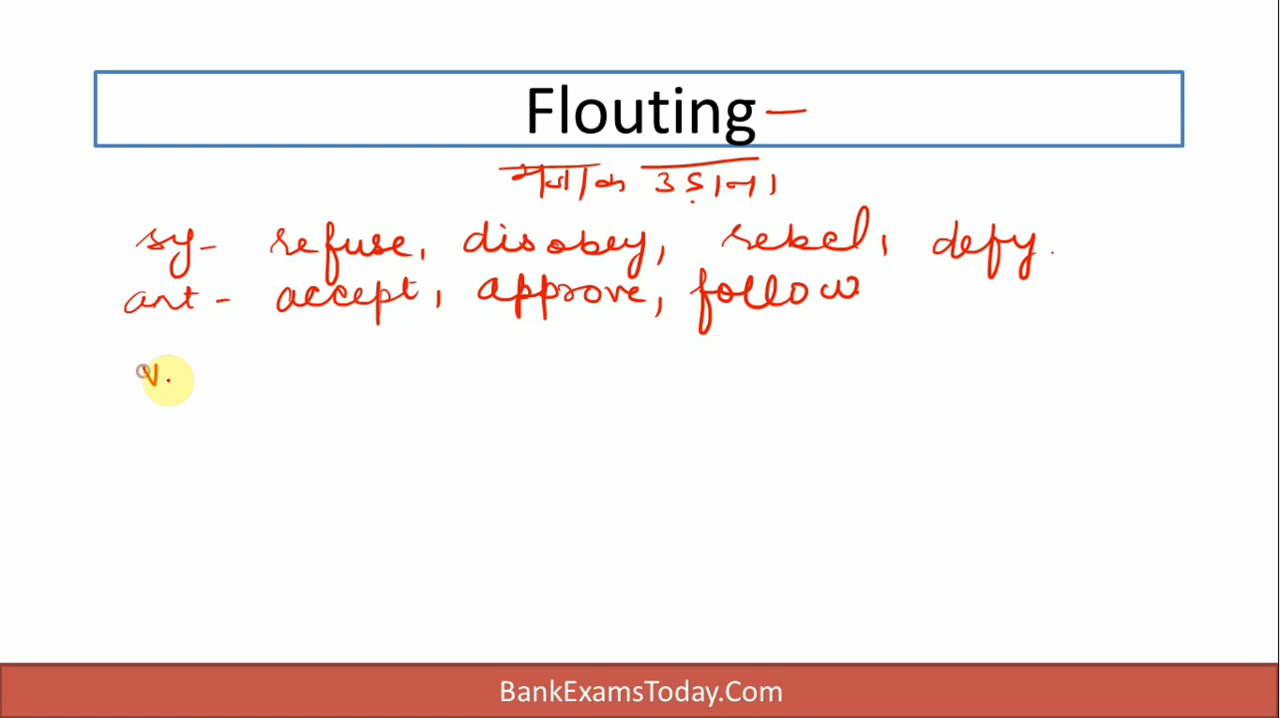 Flouting -
मजाक उड़ाना
sy- refuse, disobey, rebel, defy.
ant- accept, approve, follow
v.
BankExamsToday.Com